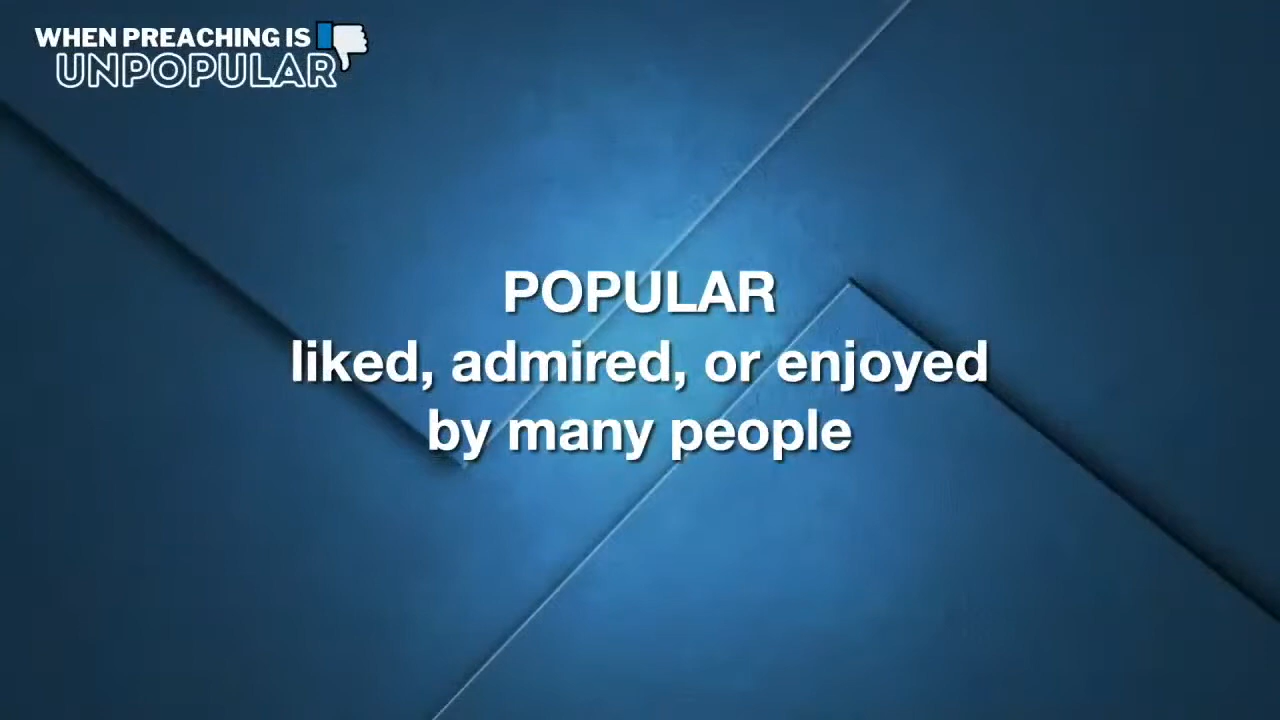 WHEN PREACHING IS
UNPOPULAR
POPULAR
liked, admired, or enjoyed
by many people